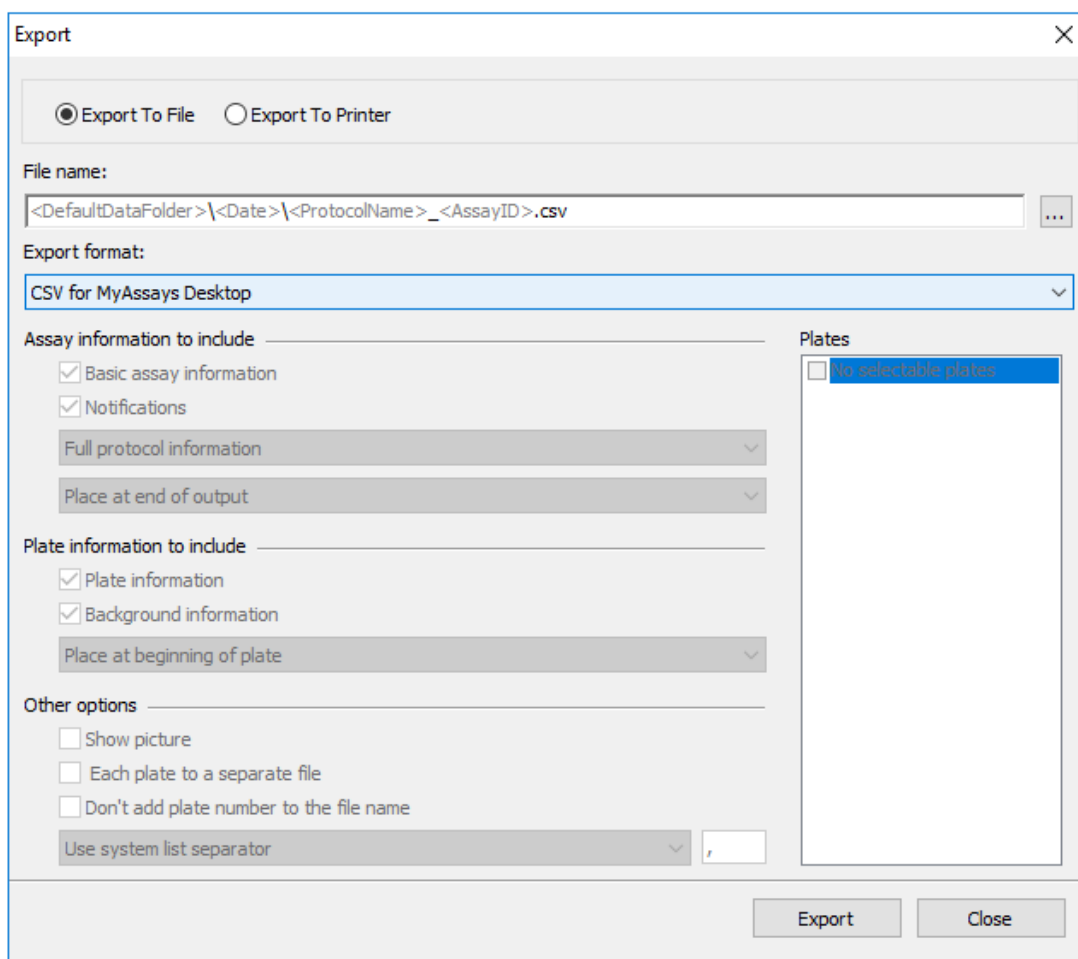 Export
Export To File
Export To Printer
File name:
<DefaultDataFolder>\<Date>\<ProtocolName>_<AssayID>.csv
...
Export format:
CSV for MyAssays Desktop
Assay information to include
Basic assay information
Notifications
Full protocol information
Place at end of output
Plate information to include
Plate information
Background information
Place at beginning of plate
Other options
Show picture
Each plate to a separate file
Don't add plate number to the file name
Use system list separator
,
Plates
No selectable plates
Export
Close